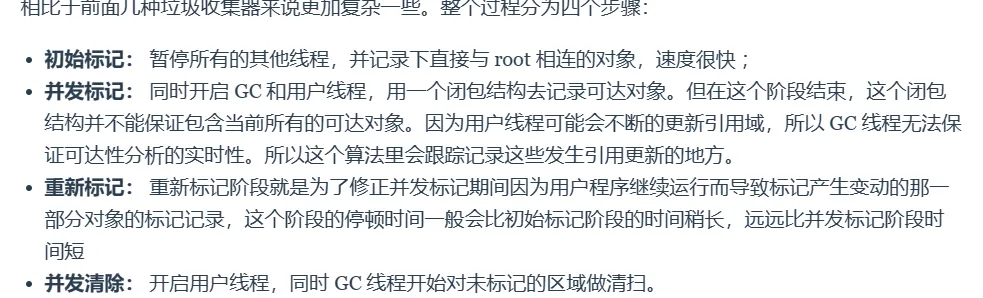 相比于前面几种垃圾收集器来说更加复杂一些。整个过程分为四个步骤：
• 初始标记： 暂停所有的其他线程，并记录下直接与 root 相连的对象，速度很快；
• 并发标记： 同时开启 GC 和用户线程，用一个闭包结构去记录可达对象。但在这个阶段结束，这个闭包
结构并不能保证包含当前所有的可达对象。因为用户线程可能会不断的更新引用域，所以 GC 线程无法保
证可达性分析的实时性。所以这个算法里会跟踪记录这些发生引用更新的地方。
• 重新标记： 重新标记阶段就是为了修正并发标记期间因为用户程序继续运行而导致标记产生变动的那一
部分对象的标记记录，这个阶段的停顿时间一般会比初始标记阶段的时间稍长，远远比并发标记阶段时
间短
• 并发清除： 开启用户线程，同时 GC 线程开始对未标记的区域做清扫。